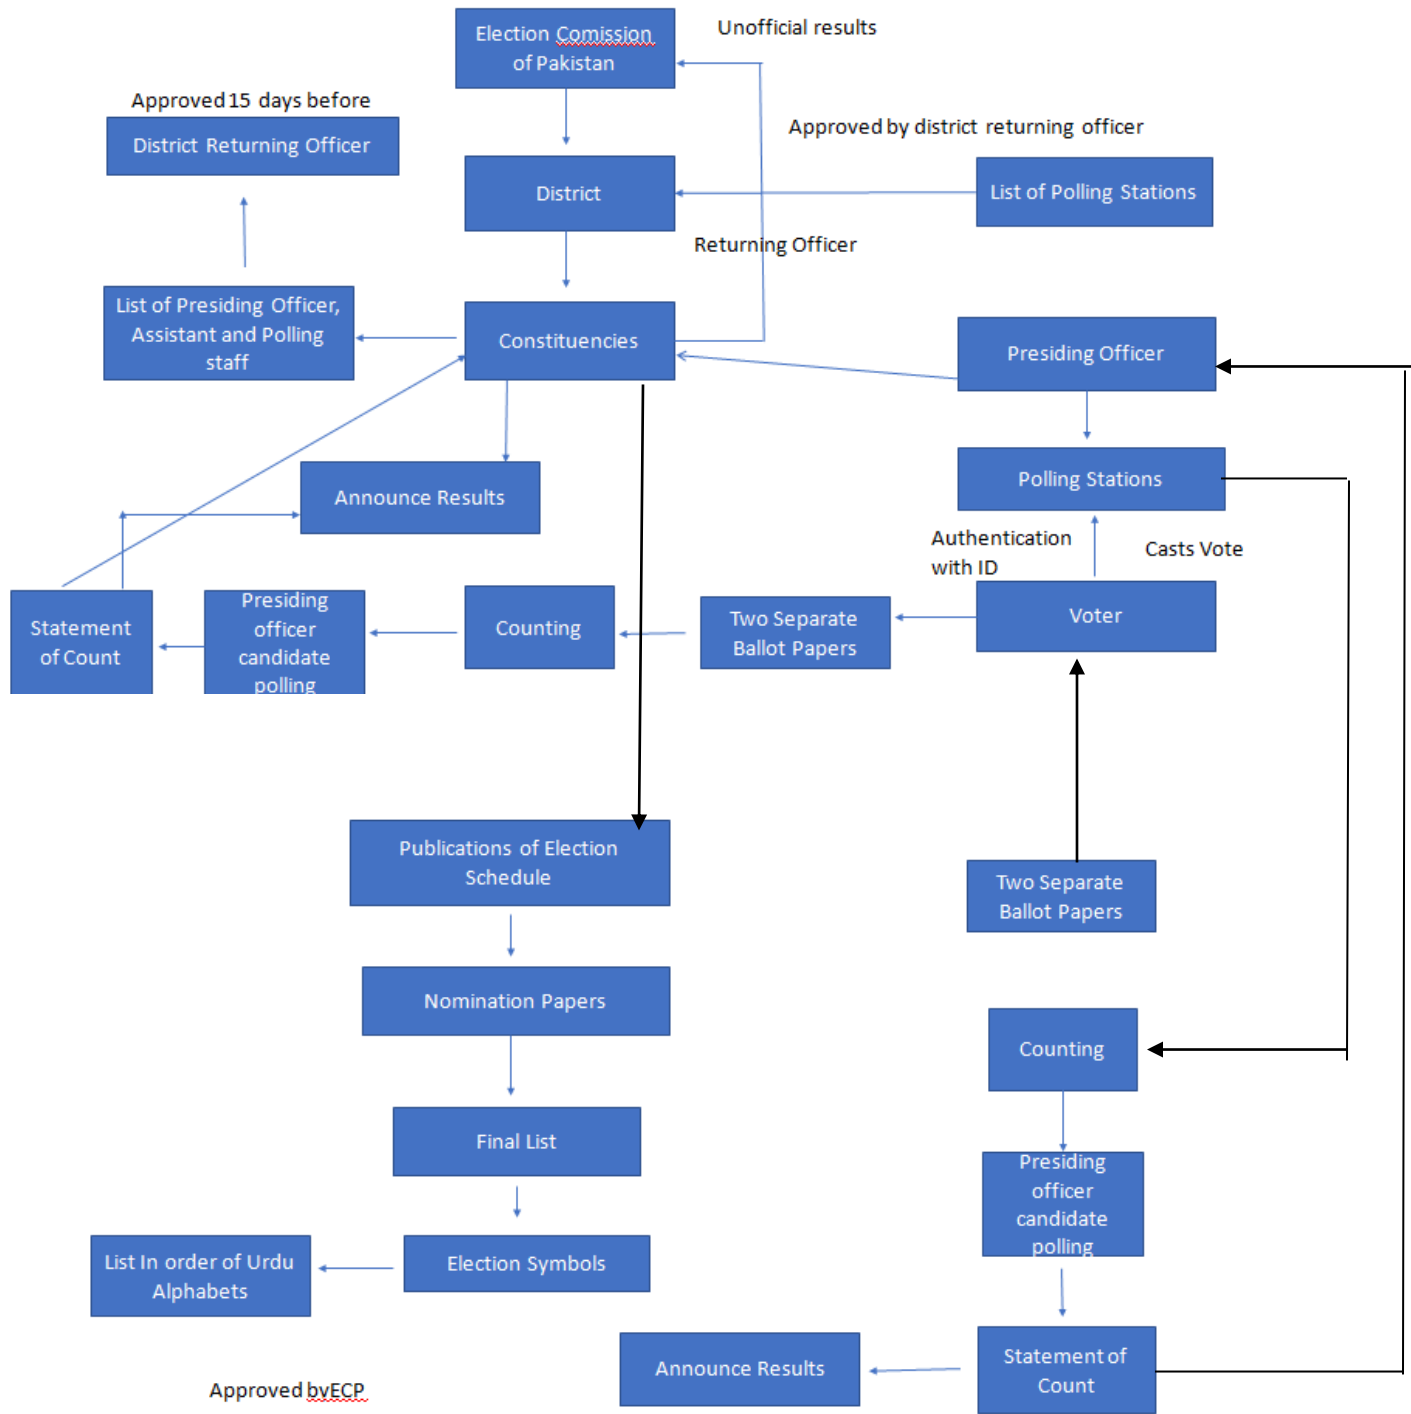 Election Comission
of Pakistan
Unofficial results
Approved 15 days before
District Returning Officer
Approved by district returning officer
District
List of Polling Stations
Returning Officer
List of Presiding Officer,
Assistant and Polling
staff
Constituencies
Presiding Officer
Announce Results
Polling Stations
Authentication
with ID
Casts Vote
Statement
of Count
Presiding
officer
candidate
polling
Counting
Two Separate
Ballot Papers
Voter
Publications of Election
Schedule
Two Separate
Ballot Papers
Nomination Papers
Counting
Final List
Presiding
officer
candidate
polling
List In order of Urdu
Alphabets
Election Symbols
Announce Results
Statement of
Count
Approved byECP